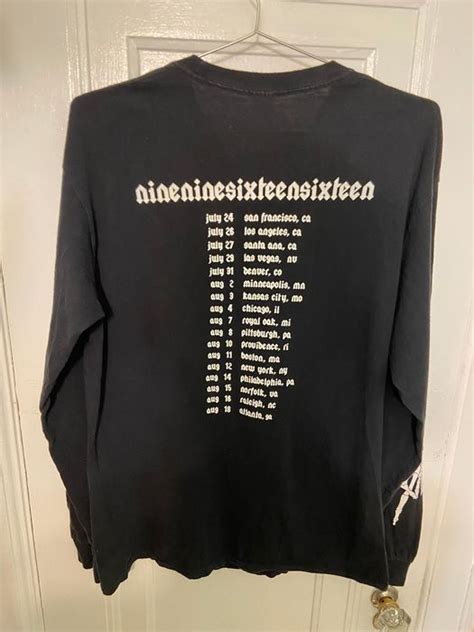 nineninesixteensixteen
july 24 san francisco, ca
july 26 los angeles, ca
july 27 santa ana, ca
july 29 las vegas, nv
july 31 denver, co
aug 2 minneapolis, mn
aug 3 kansas city, mo
aug 4 chicago, il
aug 7 royal oak, mi
aug 8 pittsburgh, pa
aug 10 providence, ri
aug 11 boston, ma
aug 12 new york, ny
aug 14 philadelphia, pa
aug 15 norfolk, va
aug 16 raleigh, nc
aug 18 atlanta, ga